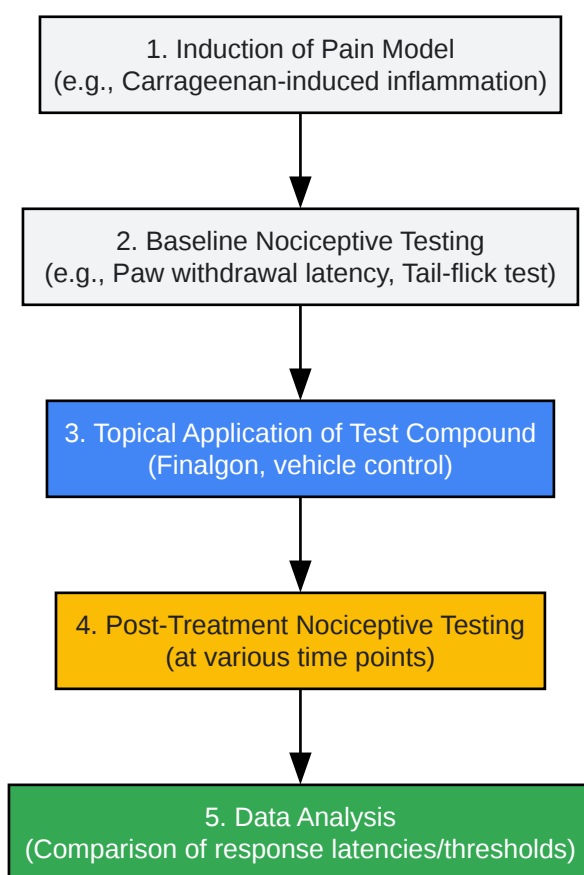 1. Induction of Pain Model
(e.g., Carrageenan-induced inflammation)
2. Baseline Nociceptive Testing
(e.g., Paw withdrawal latency, Tail-flick test)
3. Topical Application of Test Compound
(Finalgon, vehicle control)
4. Post-Treatment Nociceptive Testing
(at various time points)
5. Data Analysis
(Comparison of response latencies/thresholds)